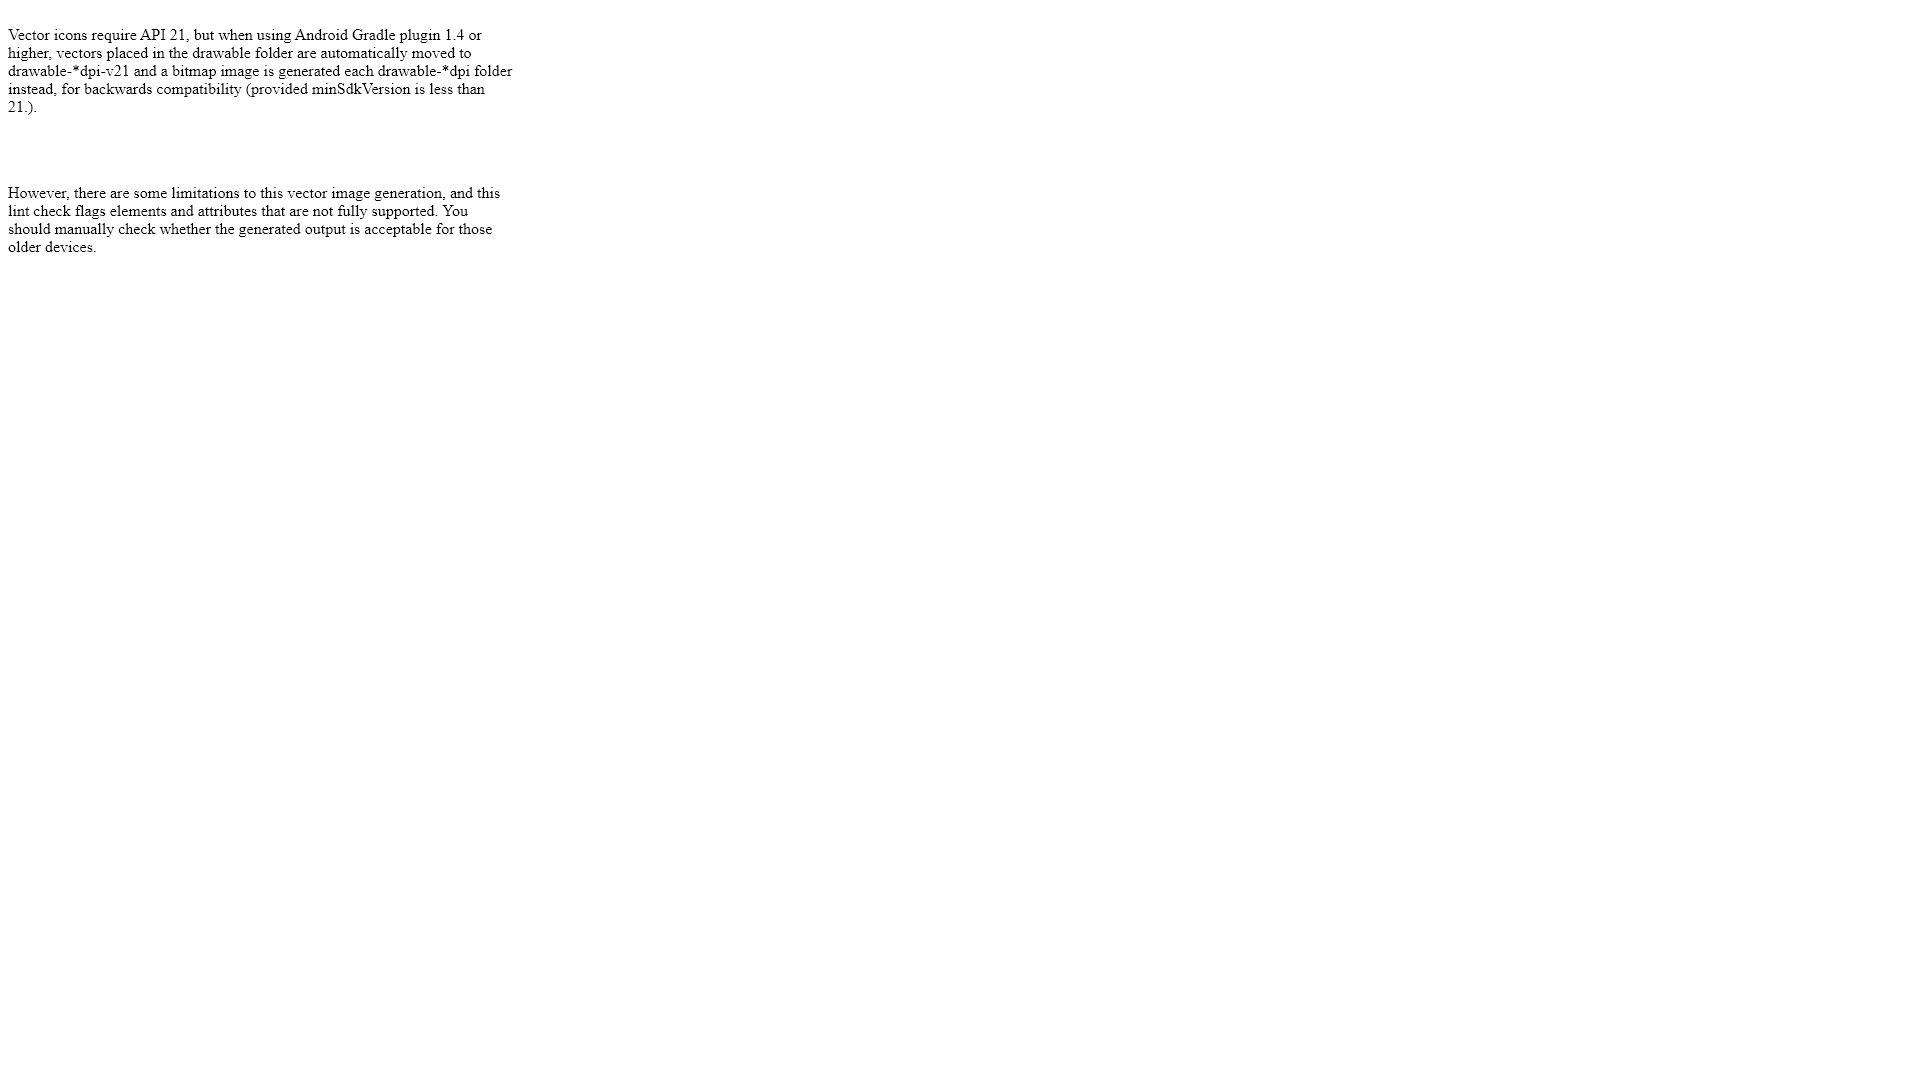 Vector icons require API 21, but when using Android Gradle plugin 1.4 or
higher, vectors placed in the drawable folder are automatically moved to
drawable-*dpi-v21 and a bitmap image is generated each drawable-*dpi folder
instead, for backwards compatibility (provided minSdkVersion is less than
21.).
However, there are some limitations to this vector image generation, and this
lint check flags elements and attributes that are not fully supported. You
should manually check whether the generated output is acceptable for those
older devices.